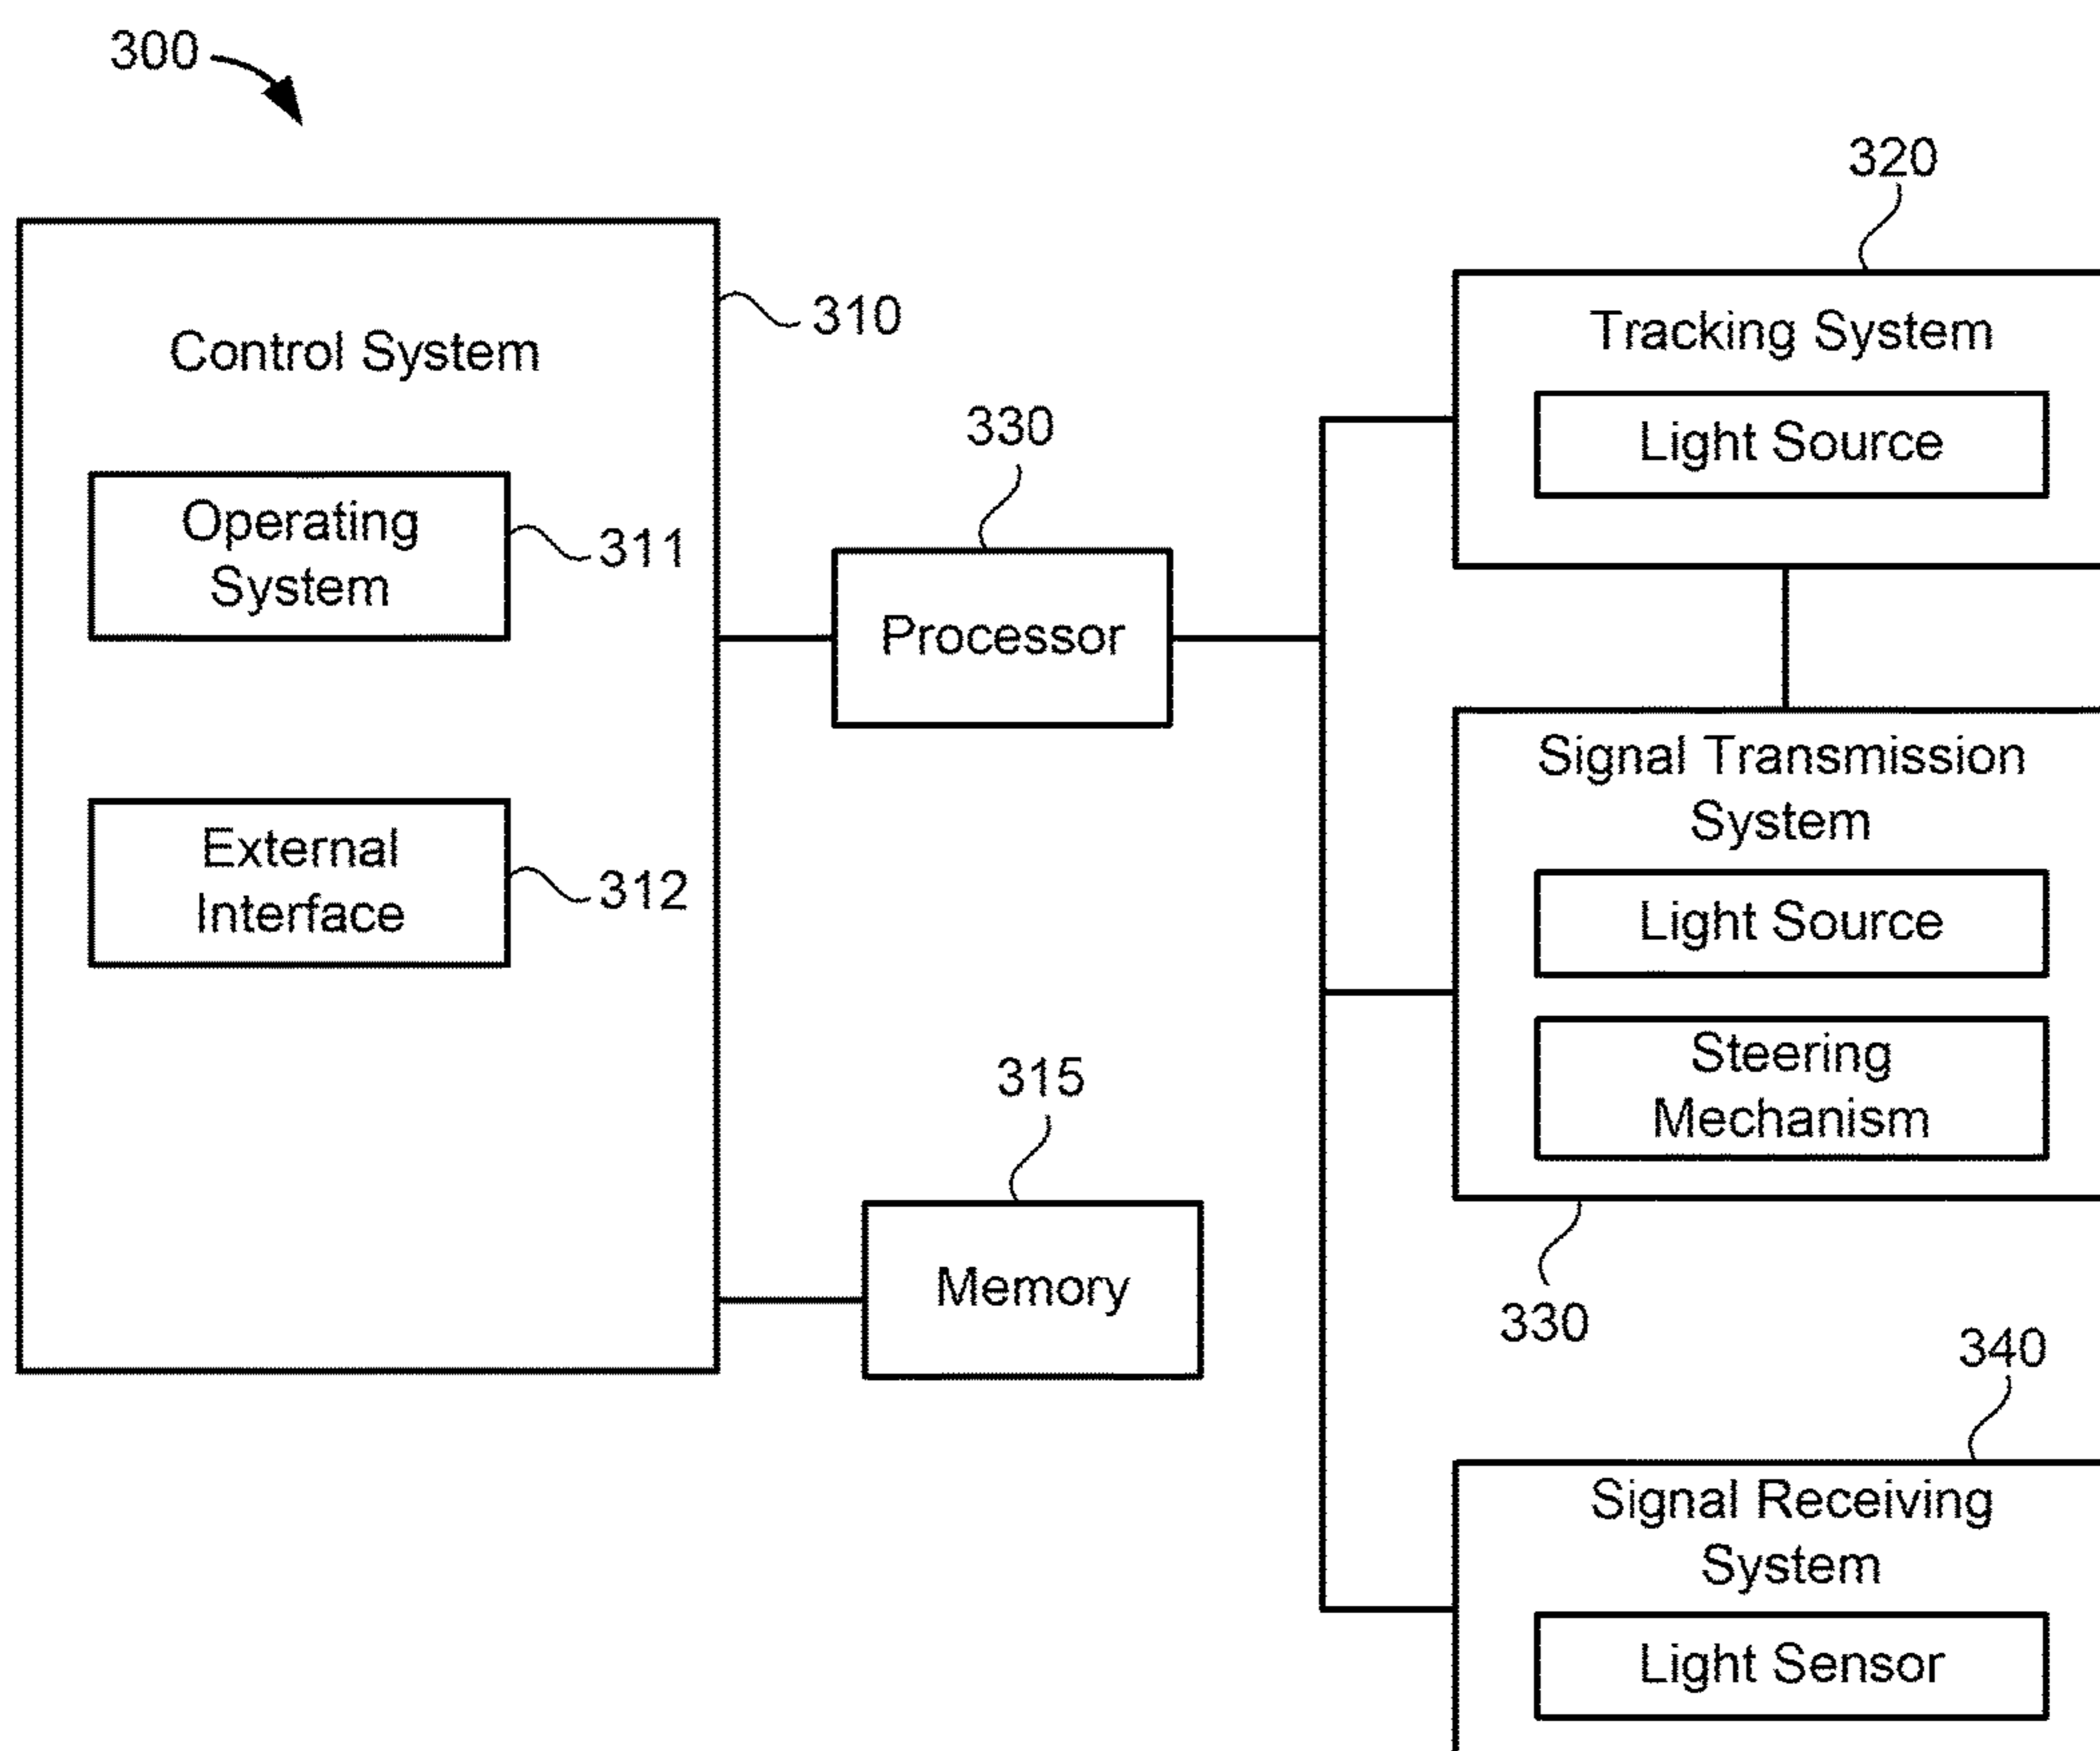 300
Control System
310
Operating
System
311
External
Interface
312
330
Processor
315
Memory
320
Tracking System
Light Source
Signal Transmission
System
Light Source
Steering
Mechanism
330
340
Signal Receiving
System
Light Sensor